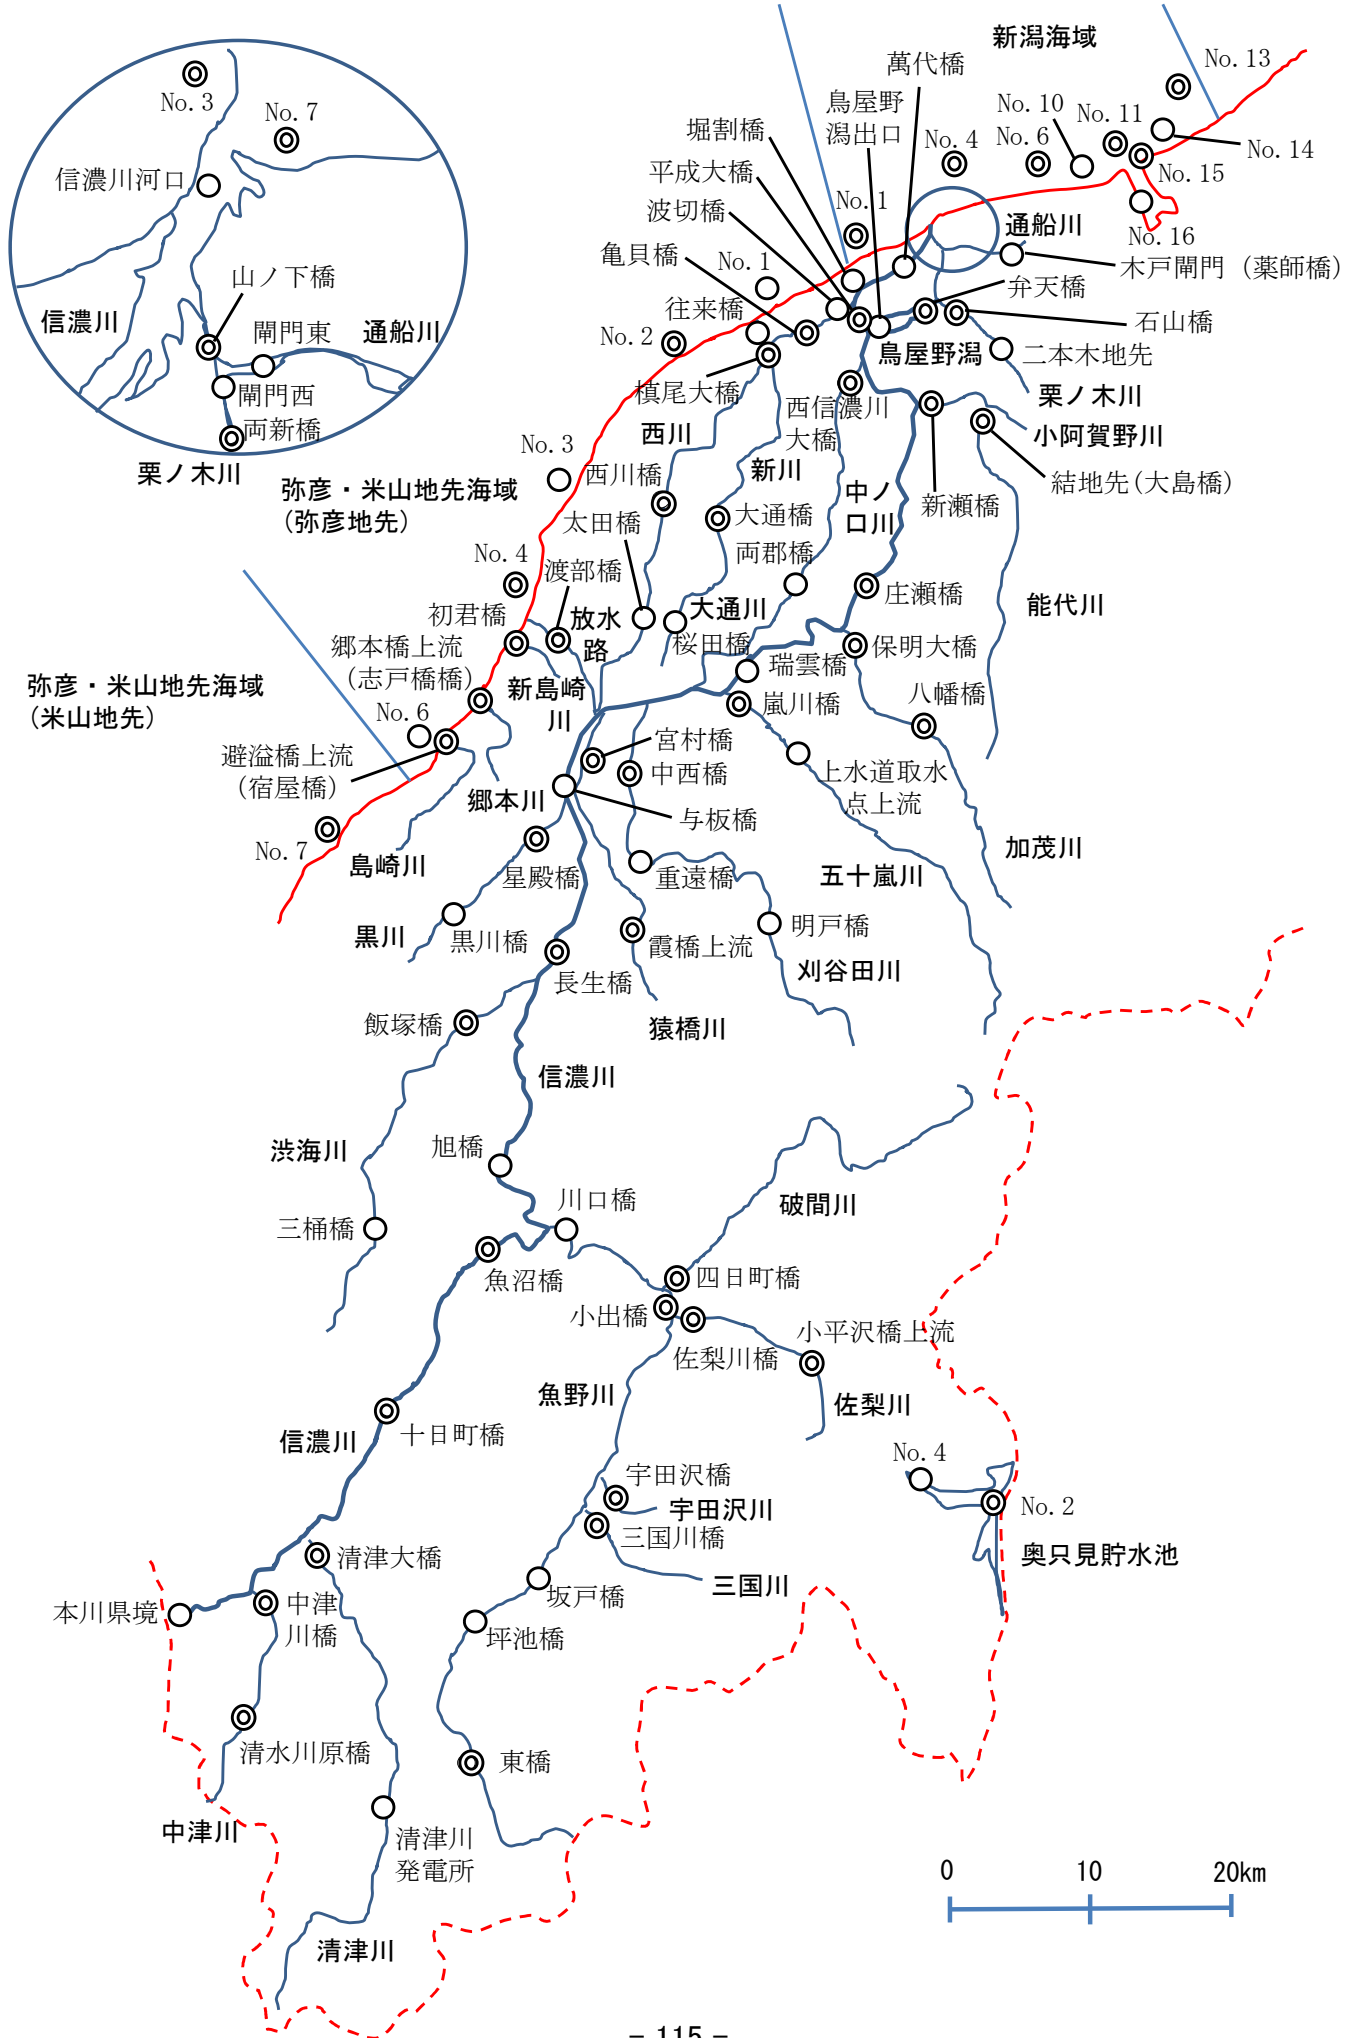 新潟海域
No.13
萬代橋
鳥屋野
潟出口
No.10
No.11
堀割橋
No.4
No.6
No.14
平成大橋
No.15
波切橋
No.1
通船川
No.16
亀貝橋
No.1
木戸閘門 (薬師橋)
弁天橋
往来橋
石山橋
No.2
鳥屋野潟
二本木地先
槙尾大橋
西信濃川
大橋
栗ノ木川
西川
小阿賀野川
No.3
No.7
信濃川河口
山ノ下橋
信濃川
閘門東
通船川
閘門西
両新橋
栗ノ木川
No.3
西川橋
新川
結地先(大島橋)
弥彦・米山地先海域
(弥彦地先)
中ノ
口川
新瀬橋
太田橋
大通橋
両郡橋
No.4
渡部橋
庄瀬橋
初君橋
放水
路
大通川
能代川
郷本橋上流
(志戸橋橋)
桜田橋
保明大橋
瑞雲橋
弥彦・米山地先海域
(米山地先)
新島崎
川
嵐川橋
八幡橋
No.6
避溢橋上流
(宿屋橋)
宮村橋
中西橋
上水道取水
点上流
郷本川
与板橋
No.7
島崎川
星殿橋
重遠橋
五十嵐川
加茂川
黒川
黒川橋
霞橋上流
明戸橋
長生橋
刈谷田川
飯塚橋
猿橋川
信濃川
渋海川
旭橋
川口橋
破間川
三桶橋
魚沼橋
四日町橋
小出橋
小平沢橋上流
佐梨川橋
魚野川
佐梨川
信濃川
十日町橋
No.4
宇田沢橋
宇田沢川
No.2
三国川橋
清津大橋
奥只見貯水池
三国川
坂戸橋
本川県境
中津
川橋
坪池橋
清水川原橋
東橋
中津川
清津川
発電所
清津川
0 10 20km
- 115 -